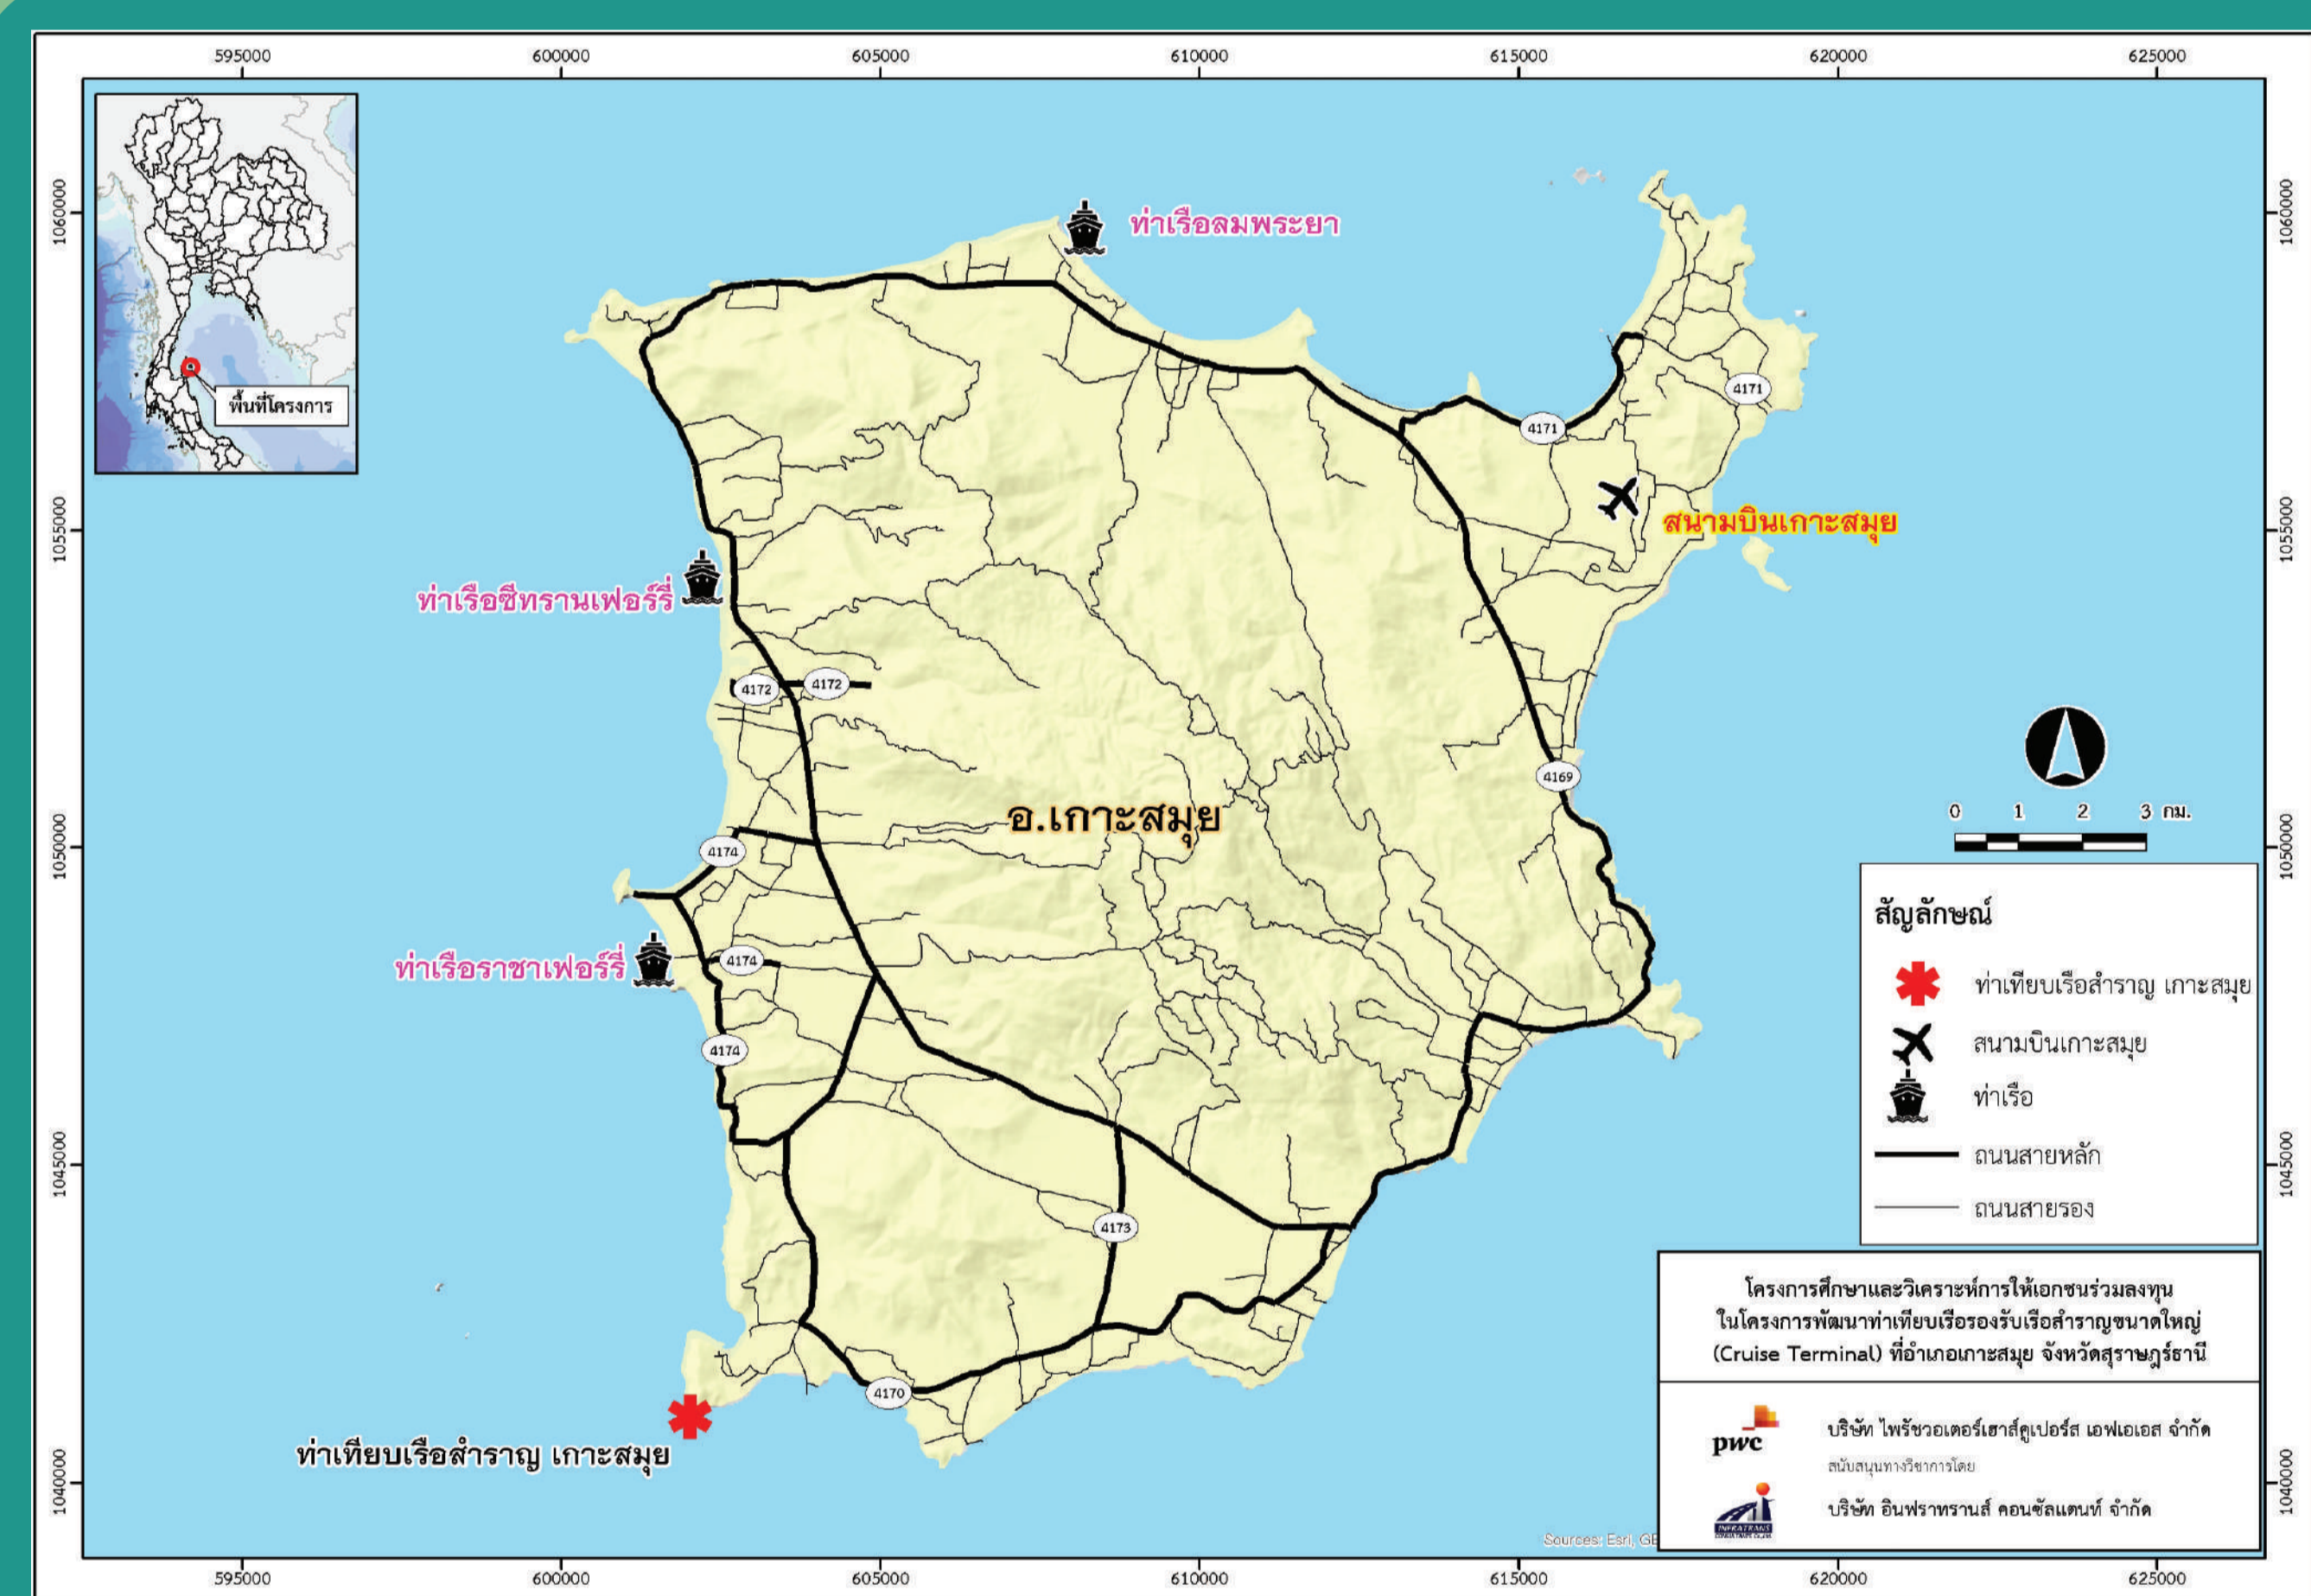 595000 600000 605000 610000 615000 620000 625000
1060000 1060000
พื้นที่โครงการ
ท่าเรือลมพระยา
4171
4171
สนามบินเกาะสมุย
1055000 1055000
ท่าเรือซีทรานเฟอร์รี่
4172 4172
4169
อ.เกาะสมุย
0 1 2 3 กม.
1050000 1050000
4174
ท่าเรือราชาเฟอร์รี่
4174
4174
สัญลักษณ์
ท่าเทียบเรือสำราญ เกาะสมุย
สนามบินเกาะสมุย
ท่าเรือ
ถนนสายหลัก
ถนนสายรอง
1045000 1045000
4173
4170
ท่าเทียบเรือสำราญ เกาะสมุย
1040000 1040000
โครงการศึกษาและวิเคราะห์การให้เอกชนร่วมลงทุน
ในโครงการพัฒนาท่าเทียบเรือรองรับเรือสำราญขนาดใหญ่
(Cruise Terminal) ที่อำเภอเกาะสมุย จังหวัดสุราษฎร์ธานี
pwc
บริษัท ไพรัชวอเตอร์เฮาส์คูเปอร์ส เอฟเอเอส จำกัด
สนับสนุนทางวิชาการโดย
INFRATRANS
บริษัท อินฟราทรานส์ คอนซัลแตนท์ จำกัด
Sources: Esri, GE
595000 600000 605000 610000 615000 620000 625000